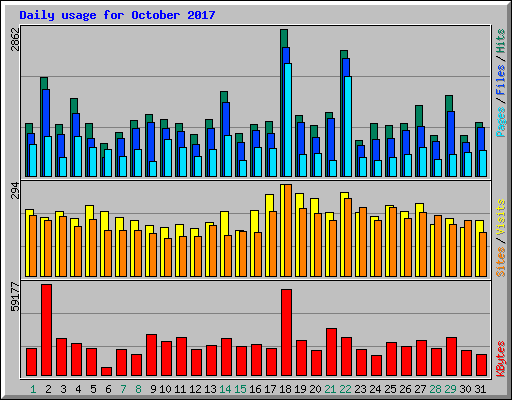 Daily usage for October 2017
2862
Pages / Files / Hits
294
Sites / Visits
59177
KBytes
1 2 3 4 5 6 7 8 9 10 11 12 13 14 15 16 17 18 19 20 21 22 23 24 25 26 27 28 29 30 31